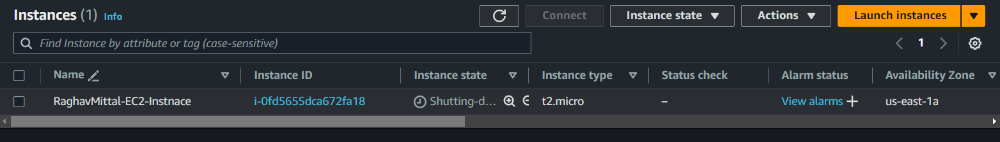 Instances (1) Info
Connect Instance state Actions Launch instances
Find Instance by attribute or tag (case-sensitive)
1
Name Instance ID Instance state Instance type Status check Alarm status Availability Zone
RaghavMittal-EC2-Instnace i-0fd5655dca672fa18 Shutting-d... t2.micro – View alarms + us-east-1a